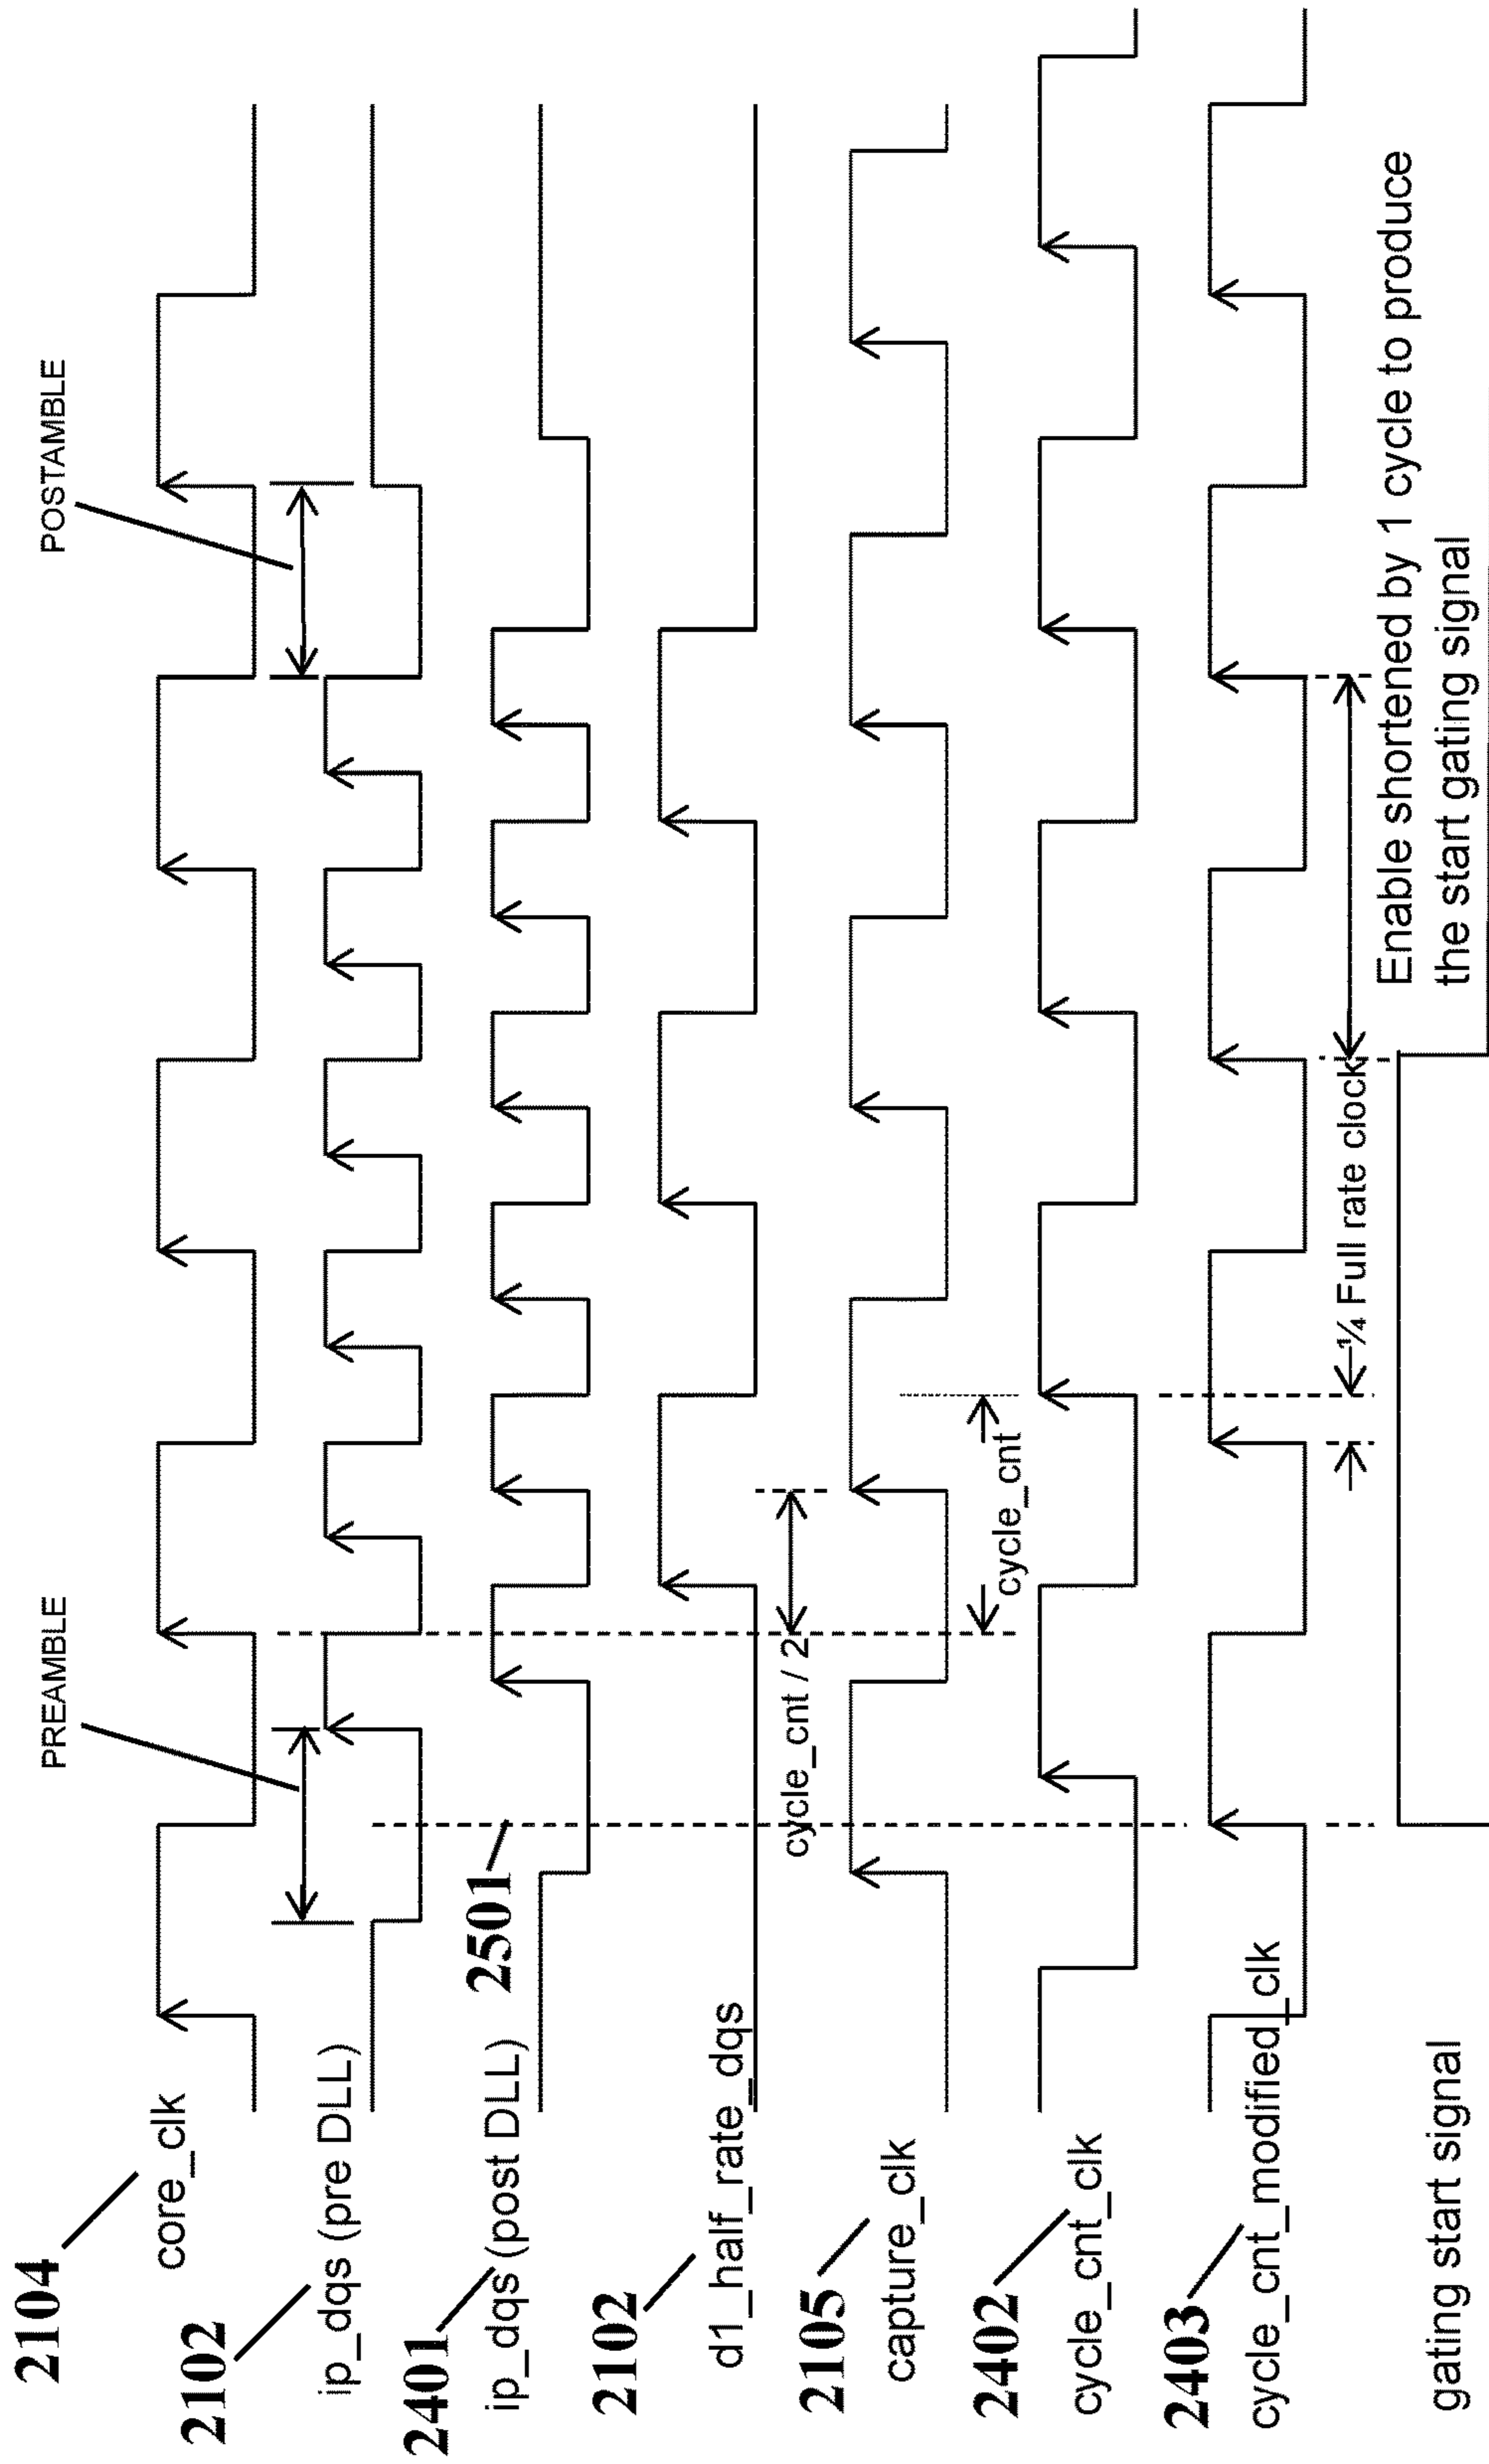 POSTAMBLE
PREAMBLE
2104
core_clk
2102
ip_dqs (pre DLL)
2501
2401
ip_dqs (post DLL)
2102
d1_half_rate_dqs
cycle_cnt / 2
2105
capture_clk
cycle_cnt
2402
cycle_cnt_clk
2403
cycle_cnt_modified_clk
¼ Full rate clock
Enable shortened by 1 cycle to produce
the start gating signal
gating start signal